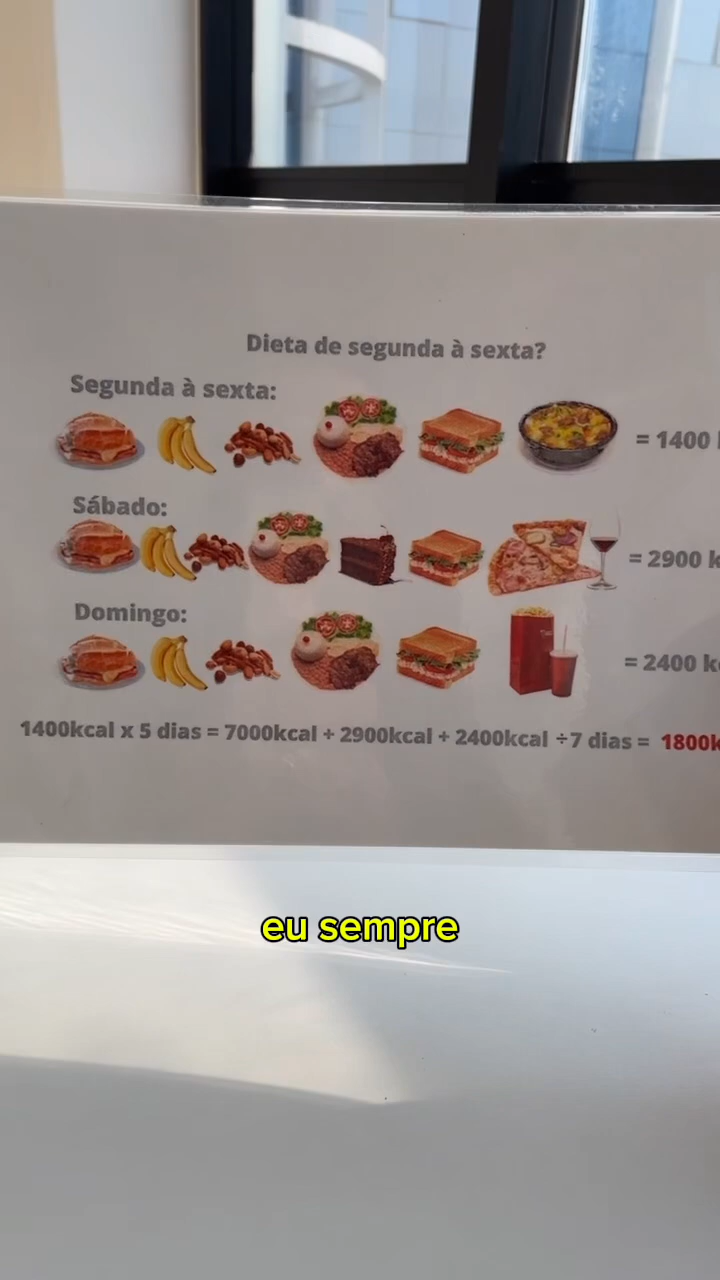 Dieta de segunda à sexta?
Segunda à sexta:
= 1400
Sábado:
= 2900 k
Domingo:
= 2400 k
1400kcal x 5 dias = 7000kcal + 2900kcal + 2400kcal ÷7 dias = 1800k
eu sempre